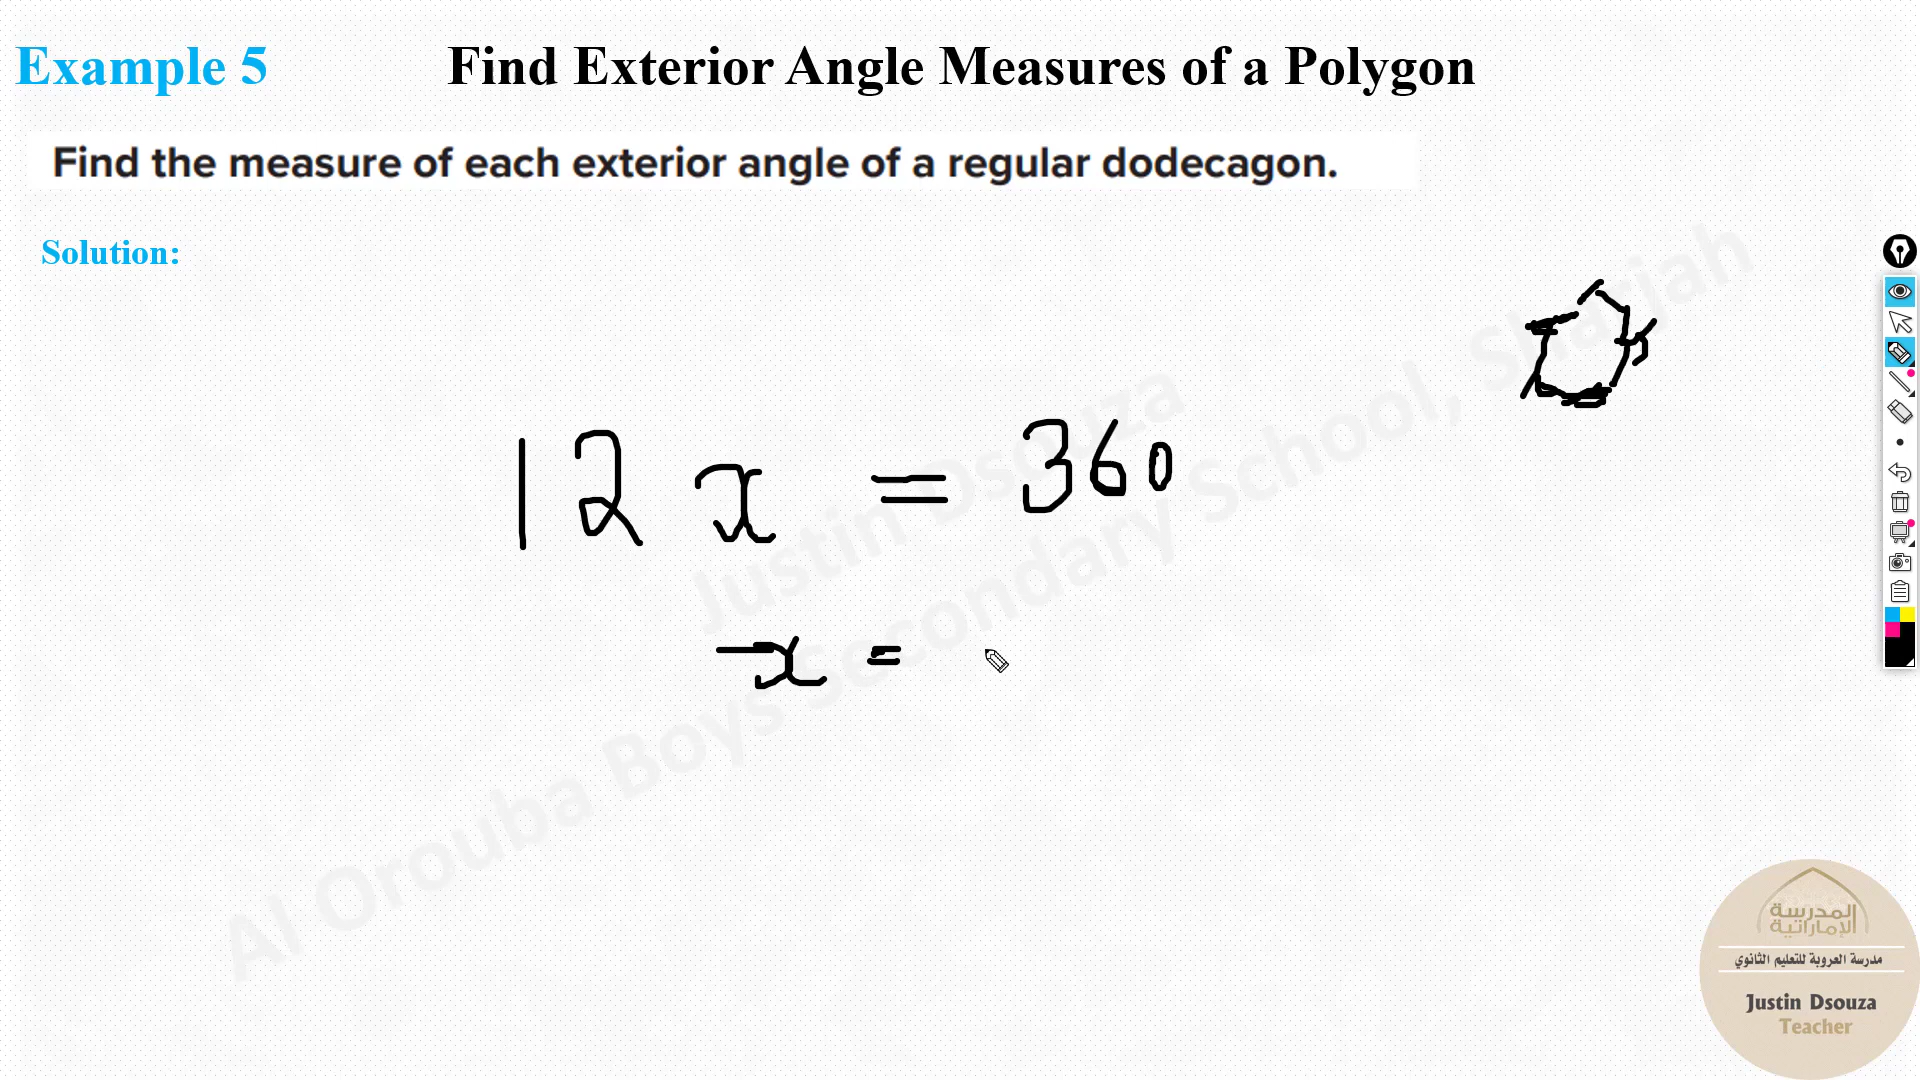 Example 5 Find Exterior Angle Measures of a Polygon
Find the measure of each exterior angle of a regular dodecagon.
Solution:
12 x = 360
x =
Justin Dsouza
Al Orouba Boys Secondary School, Sharjah
المدرسة
الإماراتية
مدرسة العروبة للتعليم الثانوي
Justin Dsouza
Teacher